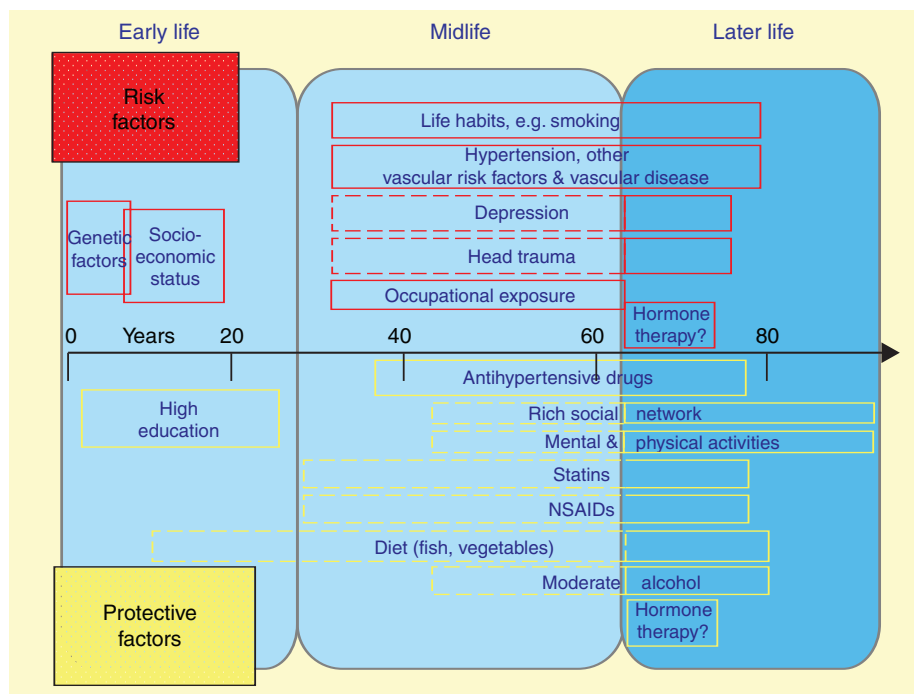 Early life
Midlife
Later life
Risk
factors
Life habits, e.g. smoking
Hypertension, other
vascular risk factors & vascular disease
Depression
Genetic
factors
Socio-
economic
status
Head trauma
Occupational exposure
Hormone
therapy?
0 Years 20 40 60 80
Antihypertensive drugs
High
education
Rich social network
Mental & physical activities
Statins
NSAIDs
Diet (fish, vegetables)
Moderate alcohol
Protective
factors
Hormone
therapy?